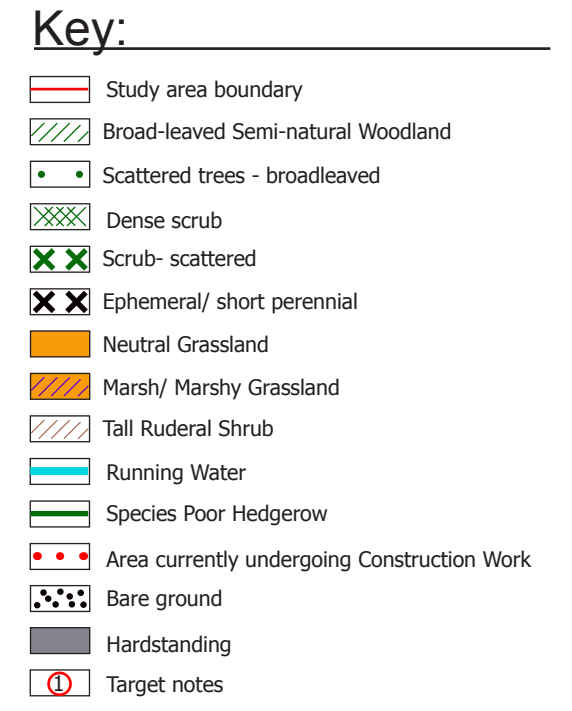 Key:
Study area boundary
Broad-leaved Semi-natural Woodland
Scattered trees - broadleaved
Dense scrub
Scrub- scattered
Ephemeral/ short perennial
Neutral Grassland
Marsh/ Marshy Grassland
Tall Ruderal Shrub
Running Water
Species Poor Hedgerow
Area currently undergoing Construction Work
Bare ground
Hardstanding
1 Target notes